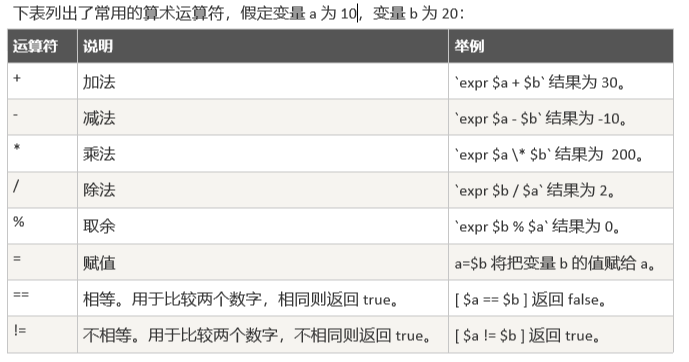 下表列出了常用的算术运算符，假定变量 a 为 10，变量 b 为 20：
运算符 说明 举例
+ 加法 `expr $a + $b` 结果为 30。
- 减法 `expr $a - $b` 结果为 -10。
* 乘法 `expr $a \* $b` 结果为 200。
/ 除法 `expr $b / $a` 结果为 2。
% 取余 `expr $b % $a` 结果为 0。
= 赋值 a=$b 将把变量 b 的值赋给 a。
== 相等。用于比较两个数字，相同则返回 true。 [ $a == $b ] 返回 false。
!= 不相等。用于比较两个数字，不相同则返回 true。 [ $a != $b ] 返回 true。